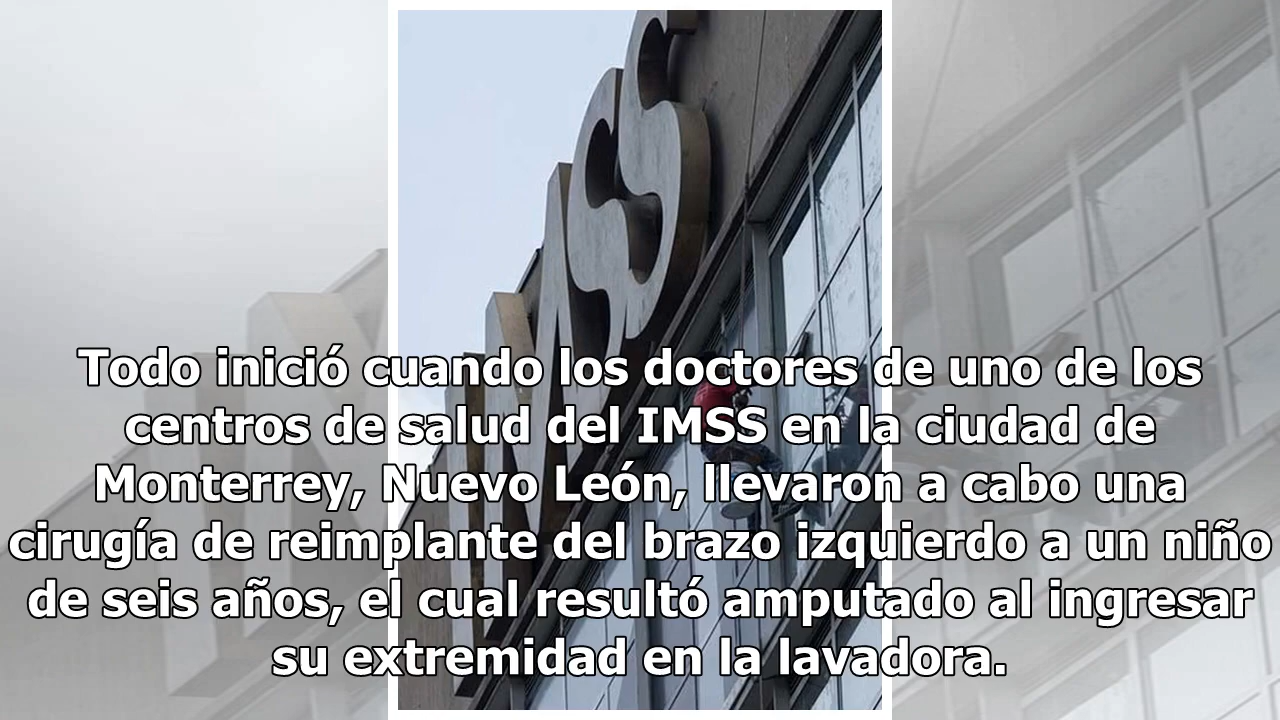 IMSS
Todo inició cuando los doctores de uno de los
centros de salud del IMSS en la ciudad de
Monterrey, Nuevo León, llevaron a cabo una
cirugía de reimplante del brazo izquierdo a un niño
de seis años, el cual resultó amputado al ingresar
su extremidad en la lavadora.